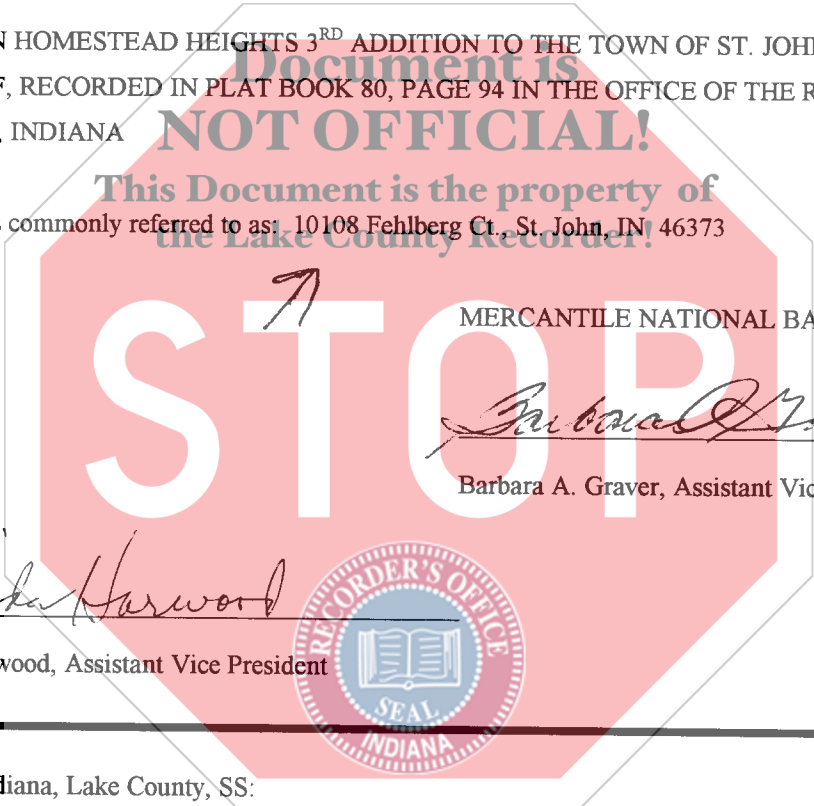 N HOMESTEAD HEIGHTS 3RD ADDITION TO THE TOWN OF ST. JOH
Document is
F, RECORDED IN PLAT BOOK 80, PAGE 94 IN THE OFFICE OF THE R
, INDIANA
NOT OFFICIAL!
This Document is the property of
commonly referred to as: 10108 Fehlberg Ct., St. John, IN 46373
the Lake County Recorder!
STOP
MERCANTILE NATIONAL BA
Barbara A. Graver, Assistant Vic
Harwood
wood, Assistant Vice President
RECORDER'S OFFICE
SEAL
INDIANA
diana, Lake County, SS: